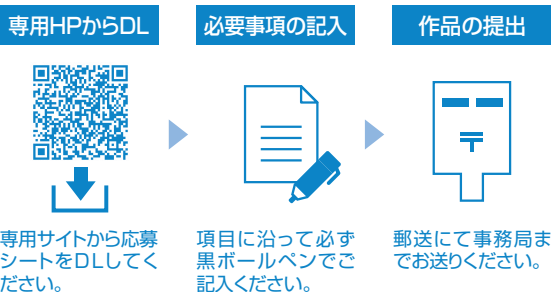 専用HPからDL
専用サイトから応募
シートをDLしてく
ださい。
必要事項の記入
項目に沿って必ず
黒ボールペンでご
記入ください。
作品の提出
〒
郵送にて事務局ま
でお送りください。